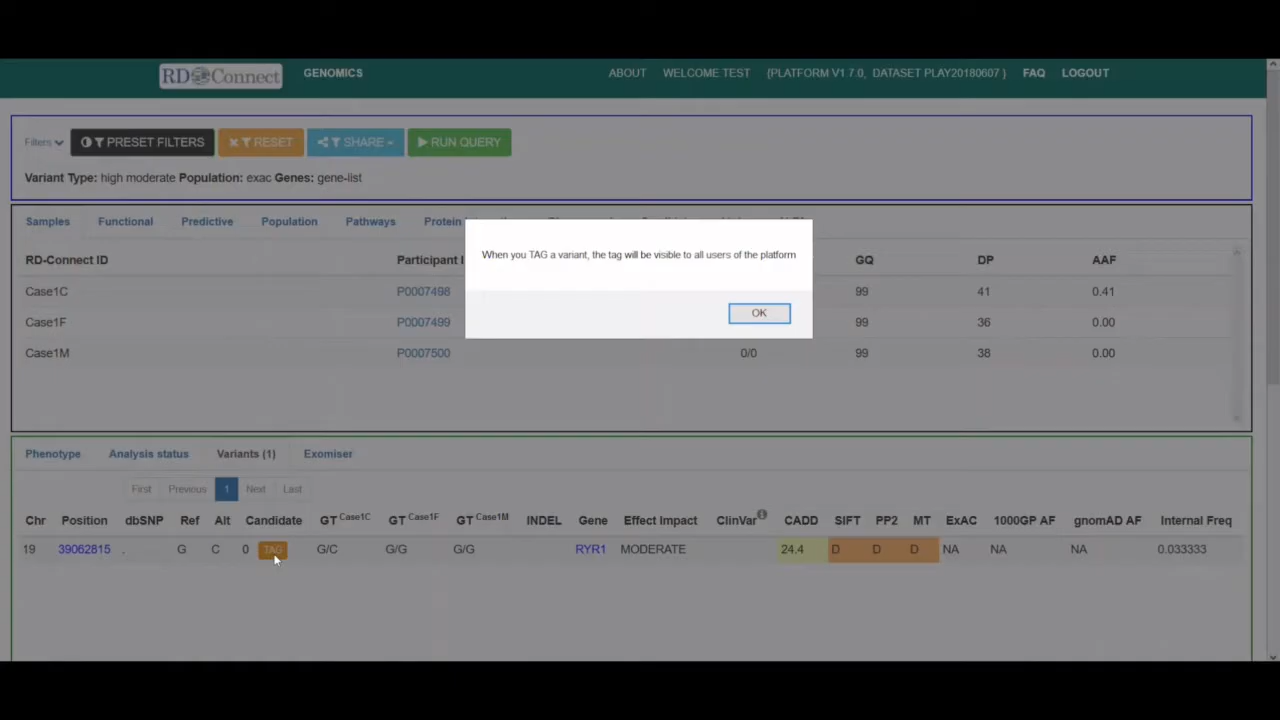 RD Connect GENOMICS ABOUT WELCOME TEST {PLATFORM V1 7.0, DATASET PLAY20180607 } FAQ LOGOUT
Filters PRESET FILTERS RESET SHARE RUN QUERY
Variant Type: high moderate Population: exac Genes: gene-list
Samples Functional Predictive Population Pathways Protein
When you TAG a variant, the tag will be visible to all users of the platform
OK
RD-Connect ID Participant I GQ DP AAF
Case1C P0007498 99 41 0.41
Case1F P0007499 99 36 0.00
Case1M P0007500 0/0 99 38 0.00
Phenotype Analysis status Variants (1) Exomiser
First Previous 1 Next Last
Chr Position dbSNP Ref Alt Candidate GT Case1C GT Case1F GT Case1M INDEL Gene Effect Impact ClinVar CADD SIFT PP2 MT ExAC 1000GP AF gnomAD AF Internal Freq
19 39062815 . G C 0 TAG G/C G/G G/G RYR1 MODERATE 24.4 D D D NA NA NA 0.033333